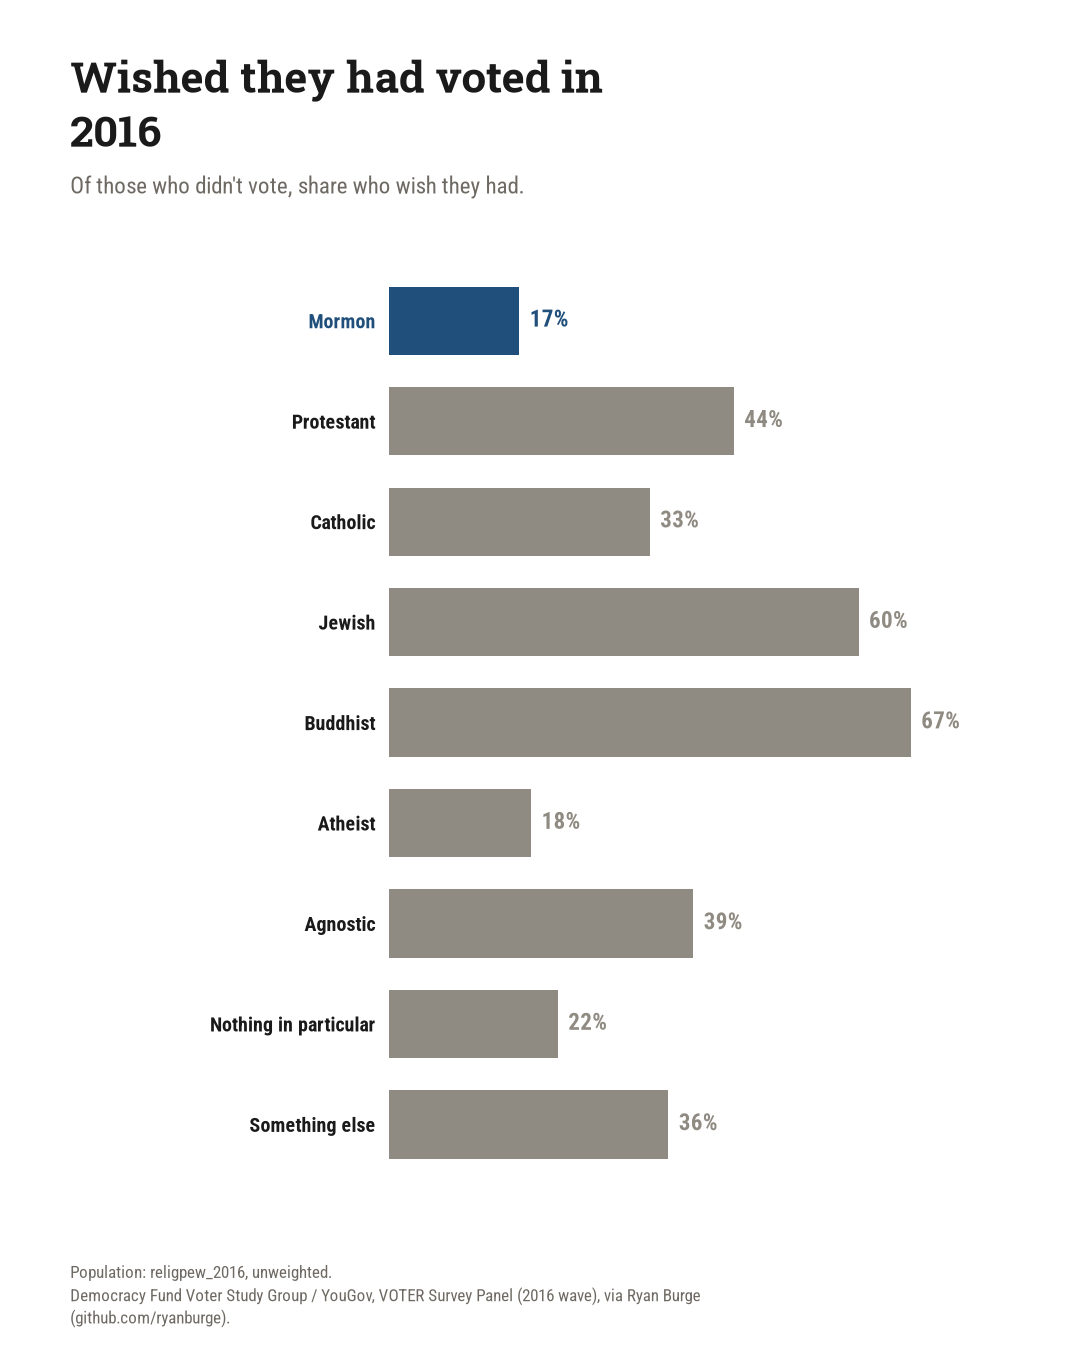 Wished they had voted in
2016
Of those who didn't vote, share who wish they had.
Mormon 17%
Protestant 44%
Catholic 33%
Jewish 60%
Buddhist 67%
Atheist 18%
Agnostic 39%
Nothing in particular 22%
Something else 36%
Population: religpew_2016, unweighted.
Democracy Fund Voter Study Group / YouGov, VOTER Survey Panel (2016 wave), via Ryan Burge
(github.com/ryanburge).